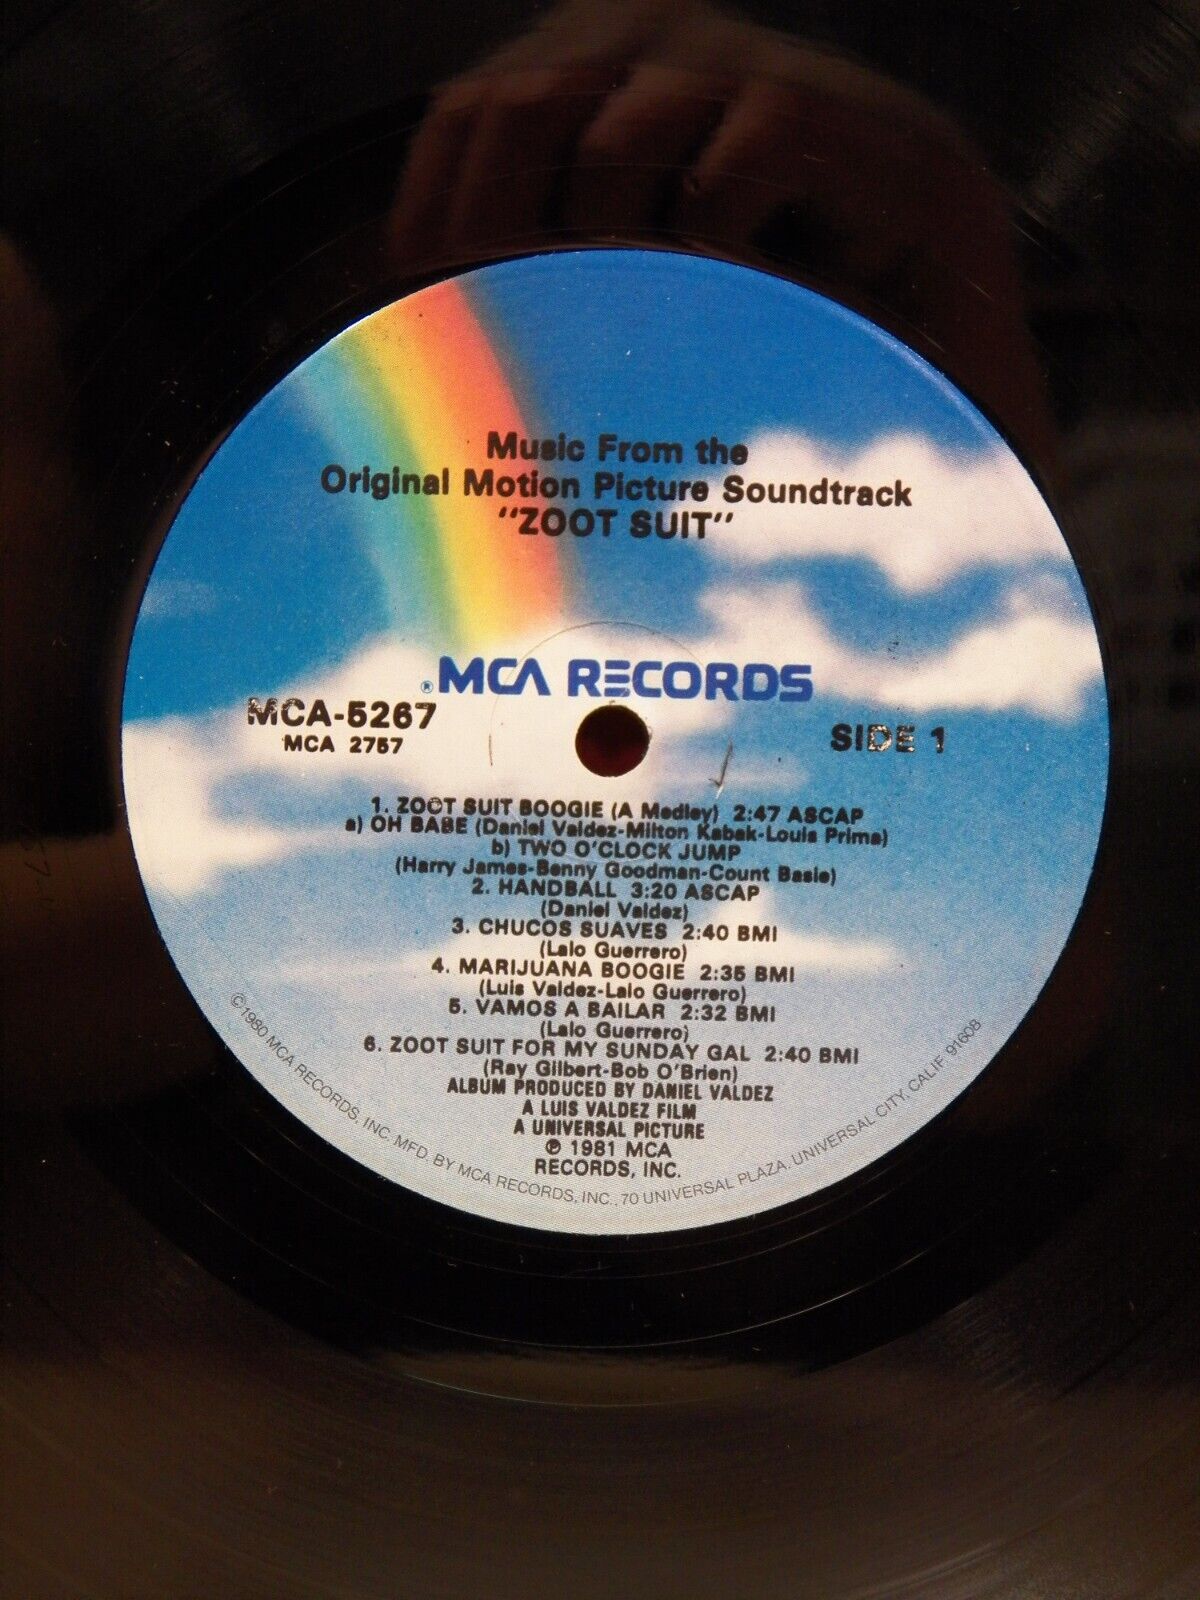 Music From the
Original Motion Picture Soundtrack
"ZOOT SUIT"
®MCA RECORDS
MCA-5267
MCA 2757
SIDE 1
1. ZOOT SUIT BOOGIE (A Medley) 2:47 ASCAP
a) OH BABE (Daniel Valdez-Milton Kabak-Louis Prima)
b) TWO O'CLOCK JUMP
(Harry James-Benny Goodman-Count Basie)
2. HANDBALL 3:20 ASCAP
(Daniel Valdez)
3. CHUCOS SUAVES 2:40 BMI
(Lalo Guerrero)
4. MARIJUANA BOOGIE 2:35 BMI
(Luis Valdez-Lalo Guerrero)
5. VAMOS A BAILAR 2:32 BMI
(Lalo Guerrero)
6. ZOOT SUIT FOR MY SUNDAY GAL 2:40 BMI
(Ray Gilbert-Bob O'Brien)
ALBUM PRODUCED BY DANIEL VALDEZ
A LUIS VALDEZ FILM
A UNIVERSAL PICTURE
℗ 1981 MCA
RECORDS, INC.
©1980 MCA RECORDS, INC. MFD. BY MCA RECORDS, INC., 70 UNIVERSAL PLAZA, UNIVERSAL CITY, CALIF. 91608